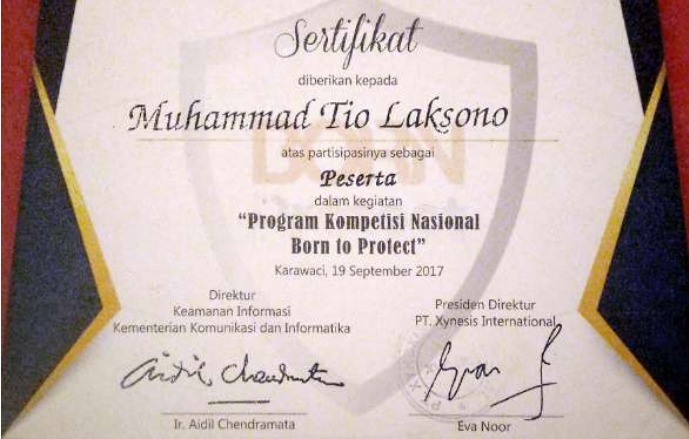 Sertifikat
diberikan kepada
Muhammad Tio Laksono
atas partisipasinya sebagai
Peserta
dalam kegiatan
"Program Kompetisi Nasional
Born to Protect"
Karawaci, 19 September 2017
Direktur
Keamanan Informasi
Kementerian Komunikasi dan Informatika
Ir. Aidil Chendramata
Presiden Direktur
PT. Xynesis International
Eva Noor